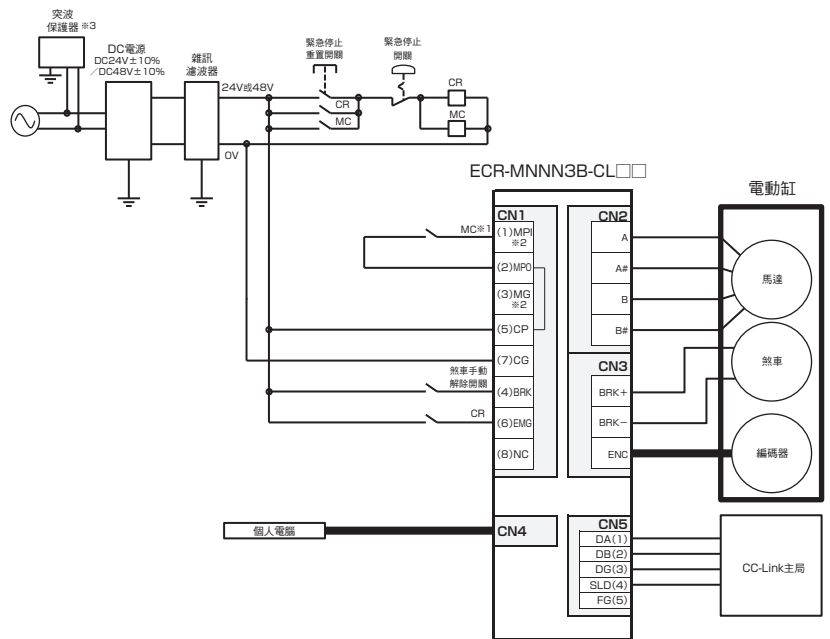 突波
保護器※3
DC電源
DC24V±10%
/DC48V±10%
雜訊
濾波器
24V或48V
0V
緊急停止
重置開關
緊急停止
開關
CR
MC
CR
MC
ECR-MNNN3B-CL□□
電動缸
CN1
MC※1
(1)MPI
※2
(2)MPO
(3)MG
※2
(5)CP
(7)CG
煞車手動
解除開關
(4)BRK
CR
(6)EMG
(8)NC
CN2
A
A#
B
B#
CN3
BRK+
BRK−
ENC
馬達
煞車
編碼器
個人電腦
CN4
CN5
DA(1)
DB(2)
DG(3)
SLD(4)
FG(5)
CC-Link主局